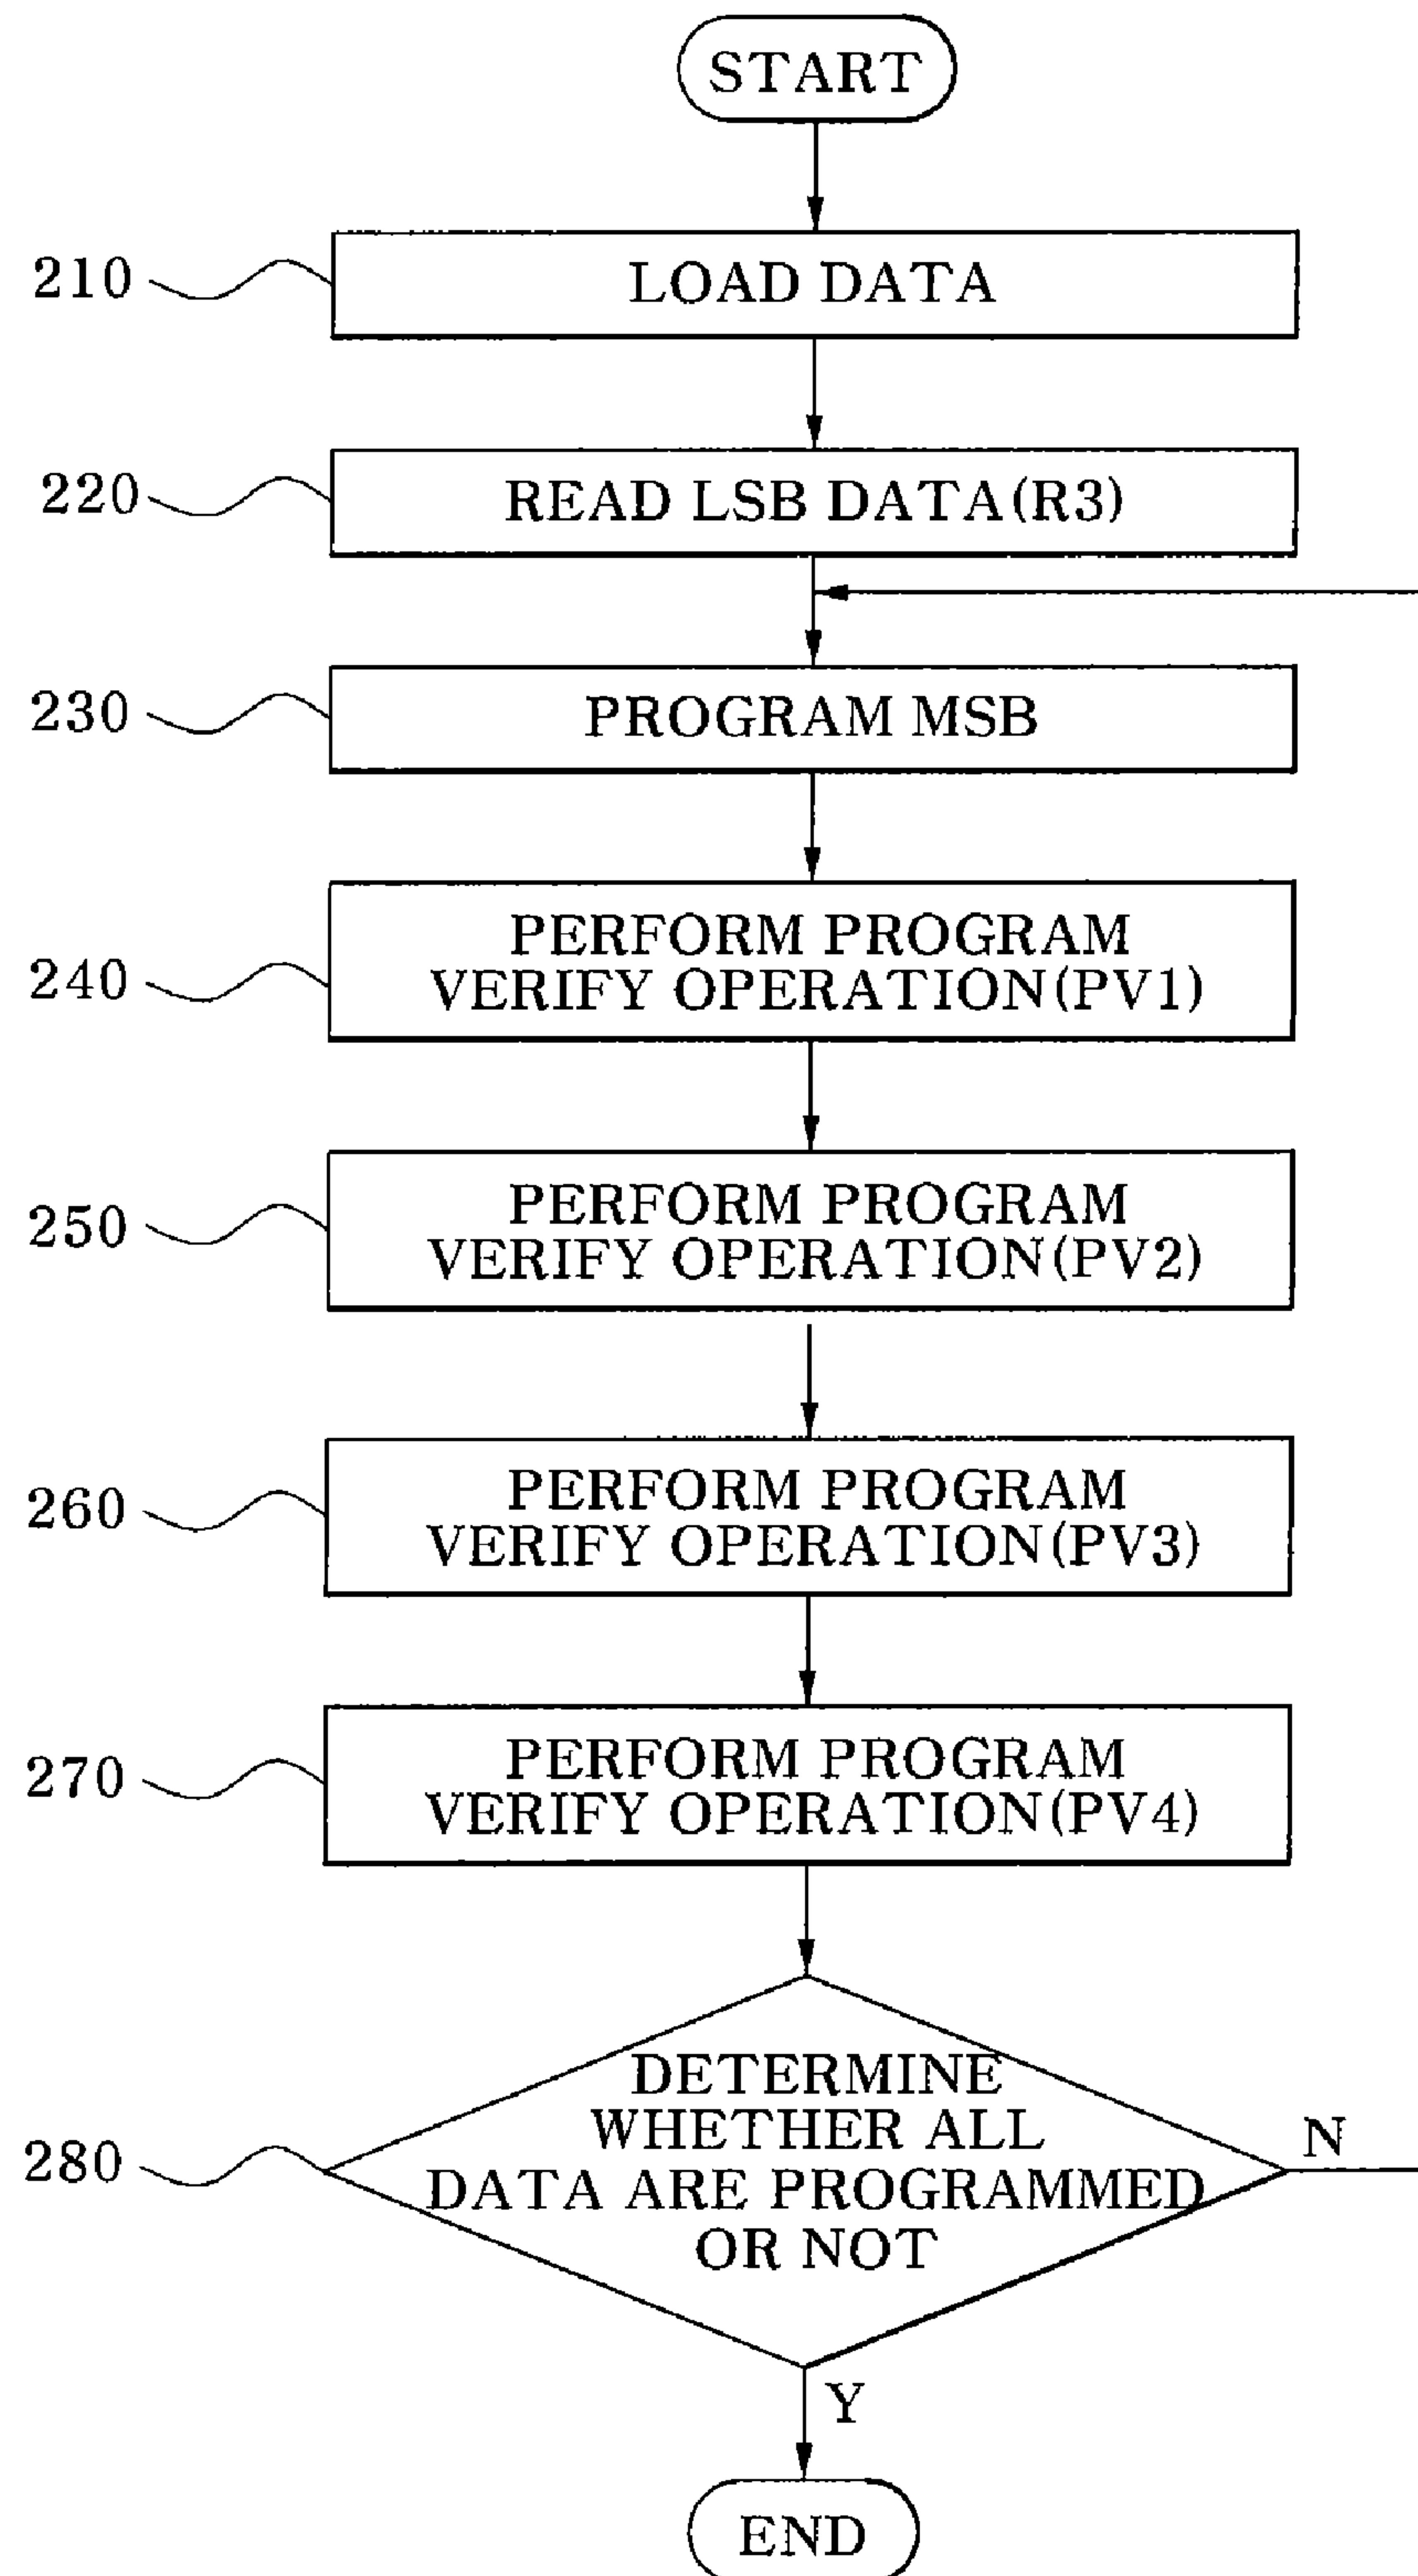 START
210
LOAD DATA
220
READ LSB DATA(R3)
230
PROGRAM MSB
240
PERFORM PROGRAM
VERIFY OPERATION(PV1)
250
PERFORM PROGRAM
VERIFY OPERATION(PV2)
260
PERFORM PROGRAM
VERIFY OPERATION(PV3)
270
PERFORM PROGRAM
VERIFY OPERATION(PV4)
280
DETERMINE
WHETHER ALL
DATA ARE PROGRAMMED
OR NOT
N
Y
END